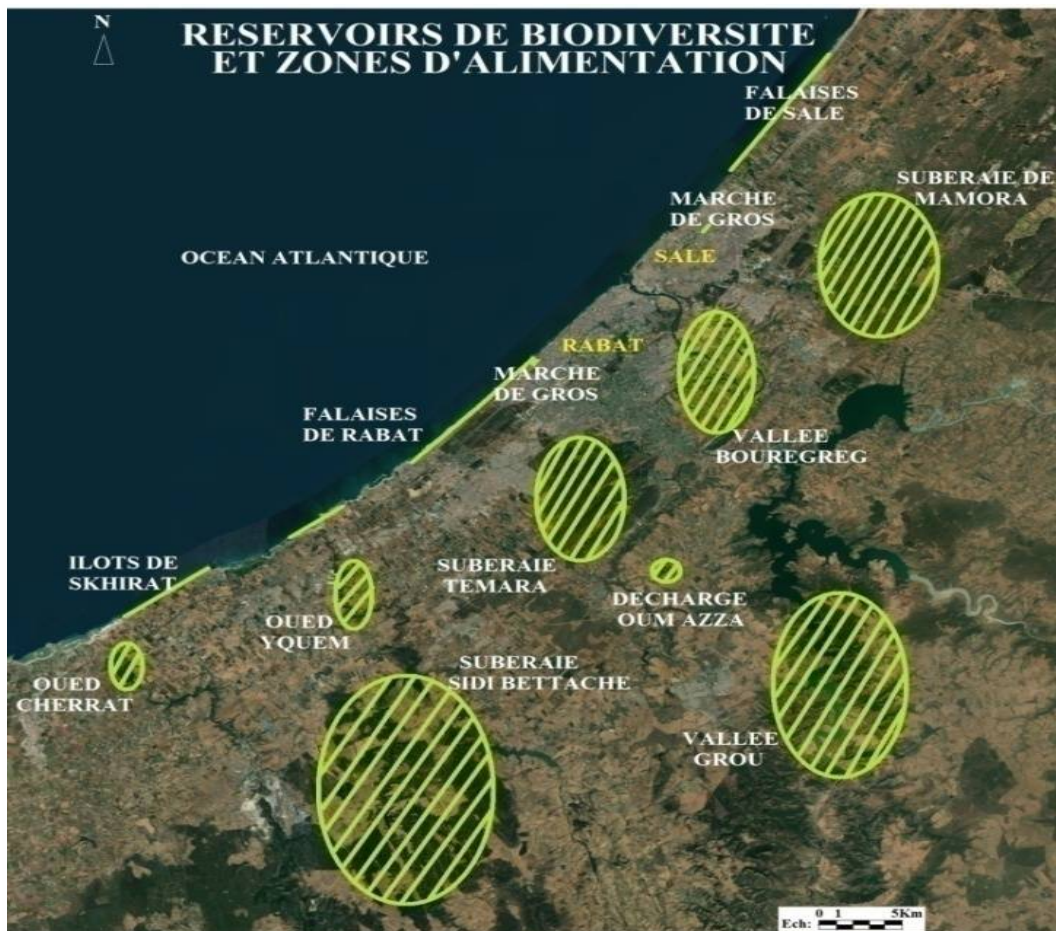 N
RESERVOIRS DE BIODIVERSITE
ET ZONES D'ALIMENTATION
FALAISES
DE SALE
SUBERAIE DE
MAMORA
MARCHE
DE GROS
OCEAN ATLANTIQUE
SALE
RABAT
MARCHE
DE GROS
FALAISES
DE RABAT
VALLEE
BOUREGREG
ILOTS DE
SKHIRAT
SUBERAIE
TEMARA
DECHARGE
OUM AZZA
OUED
YQUEM
SUBERAIE
SIDI BETTACHE
OUED
CHERRAT
VALLEE
GROU
Ech: 0 1 5Km